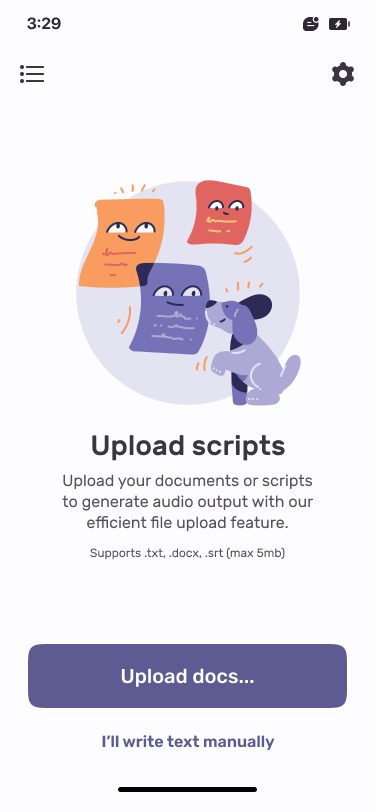 3:29
Upload scripts
Upload your documents or scripts
to generate audio output with our
efficient file upload feature.
Supports .txt, .docx, .srt (max 5mb)
Upload docs...
I'll write text manually